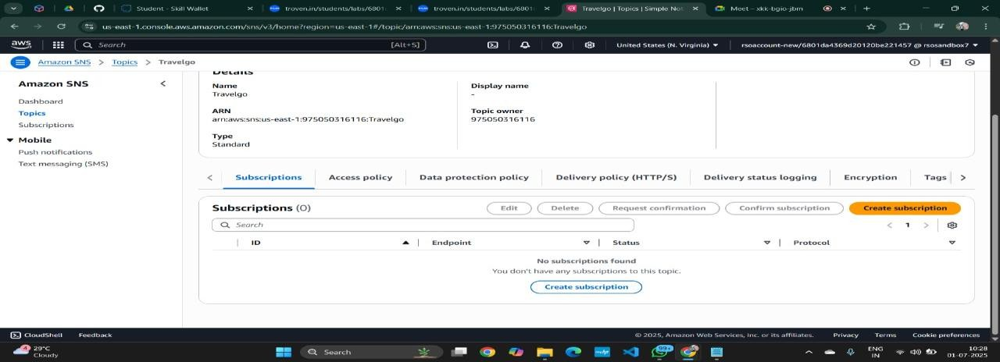 Student - Skill Wallet
troven.in/students/labs/6801
troven.in/students/labs/6801
Travelgo | Topics | Simple Not
Meet – xkk-bgio-jbm
us-east-1.console.aws.amazon.com/sns/v3/home?region=us-east-1#/topic/arn:aws:sns:us-east-1:975050316116:Travelgo
aws
Search
[Alt+S]
United States (N. Virginia)
rsoaccount-new/6801da4369d20120be221457 @ rsosandbox7
Amazon SNS > Topics > Travelgo
Amazon SNS
Dashboard
Topics
Subscriptions
Mobile
Push notifications
Text messaging (SMS)
Details
Name
Travelgo
Display name
-
ARN
arn:aws:sns:us-east-1:975050316116:Travelgo
Topic owner
975050316116
Type
Standard
Subscriptions
Access policy
Data protection policy
Delivery policy (HTTP/S)
Delivery status logging
Encryption
Tags
Subscriptions (0)
Edit
Delete
Request confirmation
Confirm subscription
Create subscription
Search
1
ID
Endpoint
Status
Protocol
No subscriptions found
You don't have any subscriptions to this topic.
Create subscription
CloudShell
Feedback
© 2025, Amazon Web Services, Inc. or its affiliates.
Privacy
Terms
Cookie preferences
4
29°C
Cloudy
Search
99+
ENG
IN
10:28
01-07-2025